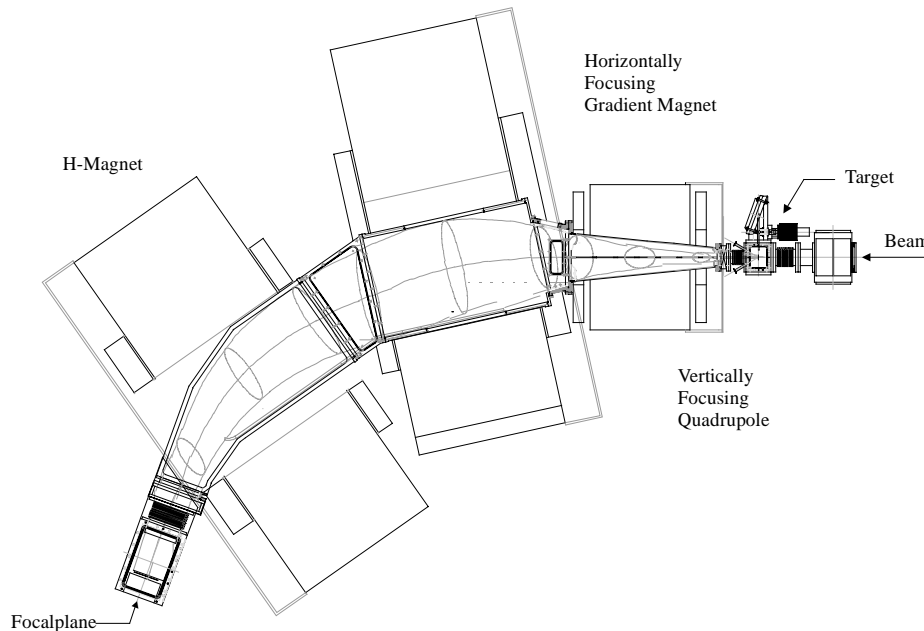 Horizontally
Focusing
Gradient Magnet
H-Magnet
Target
Beam
Vertically
Focusing
Quadrupole
Focalplane